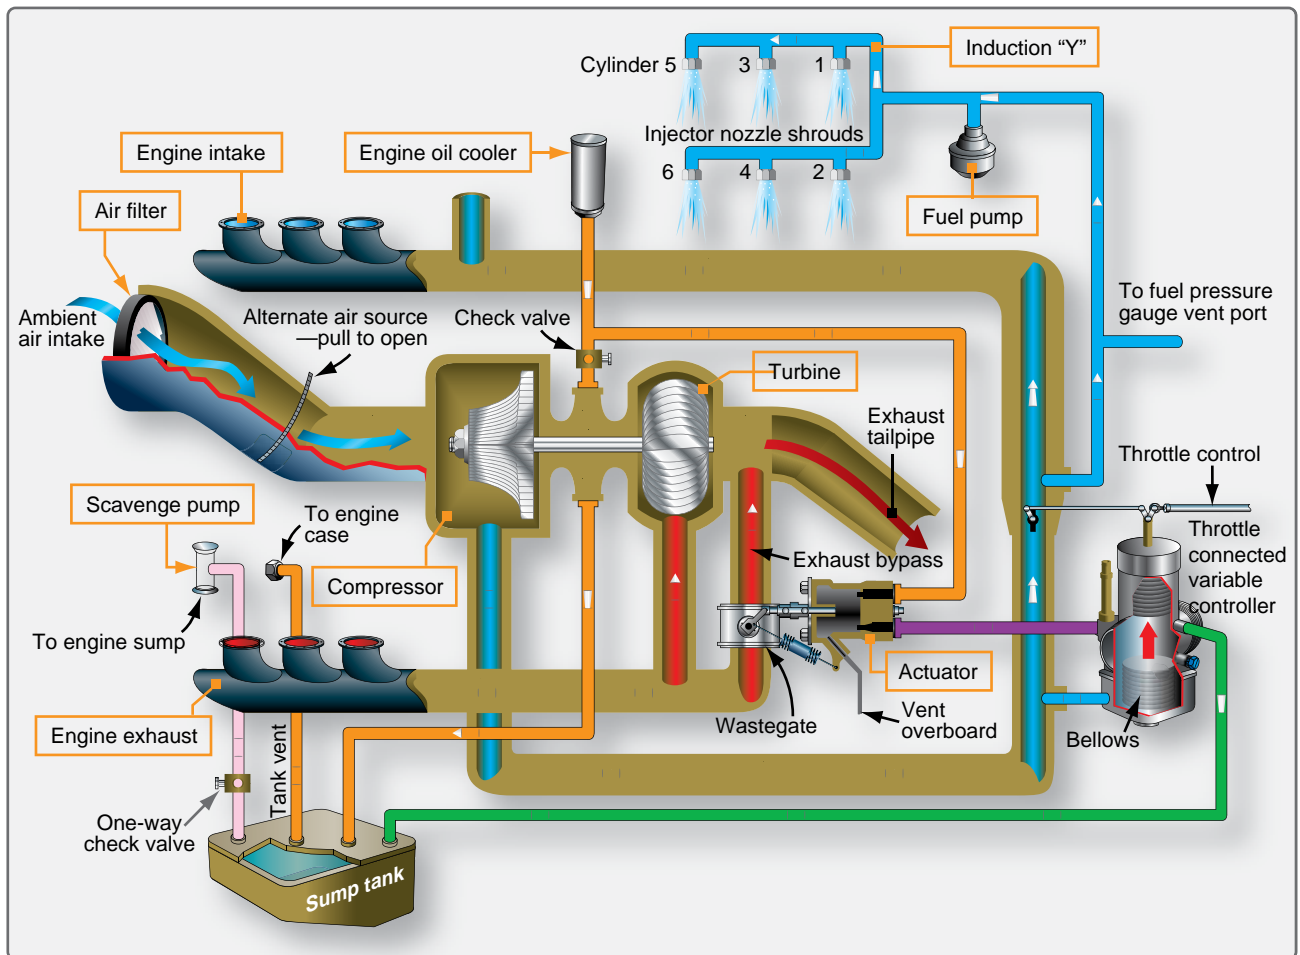 Cylinder 5
3
1
Induction “Y”
Injector nozzle shrouds
6
4
2
Fuel pump
Engine intake
Engine oil cooler
Air filter
Ambient
air intake
Alternate air source
—pull to open
Check valve
Turbine
To fuel pressure
gauge vent port
Exhaust
tailpipe
Throttle control
Throttle
connected
variable
controller
Scavenge pump
To engine
case
Compressor
Exhaust bypass
To engine sump
Actuator
Engine exhaust
Wastegate
Vent
overboard
Bellows
Tank vent
One-way
check valve
Sump tank